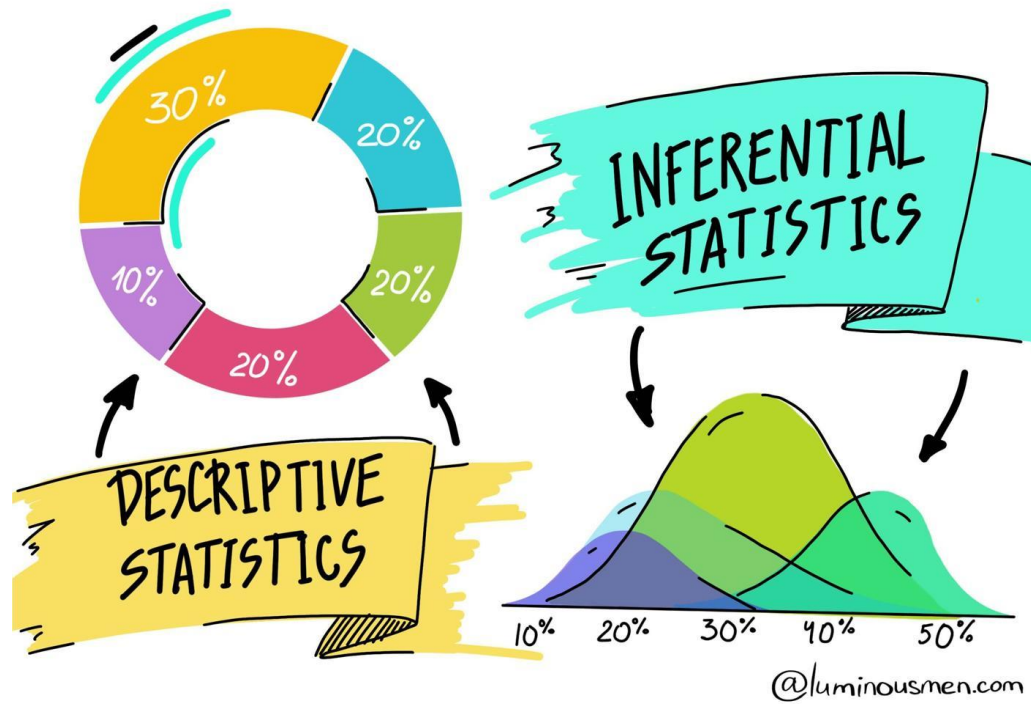 30%
20%
10%
20%
20%
DESCRIPTIVE
STATISTICS
INFERENTIAL
STATISTICS
10% 20% 30% 40% 50%
@luminousmen.com